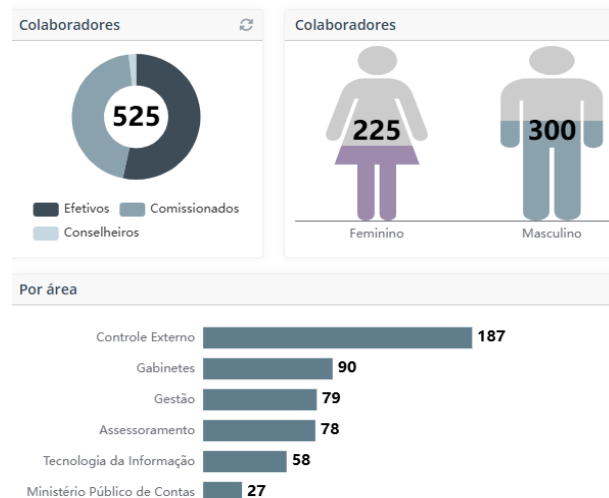 Colaboradores
525
Efetivos Comissionados
Conselheiros
Colaboradores
225
300
Feminino Masculino
Por área
Controle Externo 187
Gabinetes 90
Gestão 79
Assessoramento 78
Tecnologia da Informação 58
Ministério Público de Contas 27